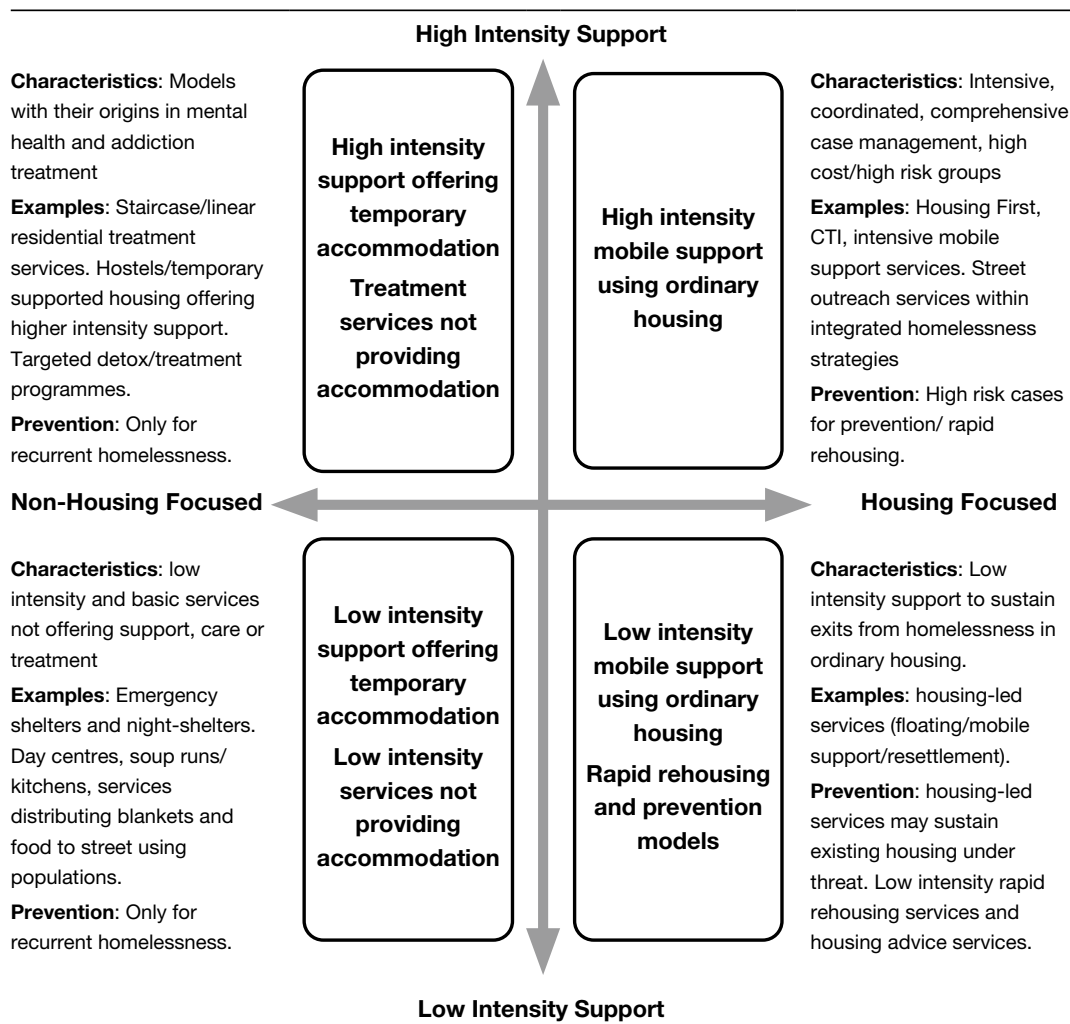 High Intensity Support
Characteristics: Models
with their origins in mental
health and addiction
treatment
Examples: Staircase/linear
residential treatment
services. Hostels/temporary
supported housing offering
higher intensity support.
Targeted detox/treatment
programmes.
Prevention: Only for
recurrent homelessness.
High intensity
support offering
temporary
accommodation
Treatment
services not
providing
accommodation
High intensity
mobile support
using ordinary
housing
Characteristics: Intensive,
coordinated, comprehensive
case management, high
cost/high risk groups
Examples: Housing First,
CTI, intensive mobile
support services. Street
outreach services within
integrated homelessness
strategies
Prevention: High risk cases
for prevention/ rapid
rehousing.
Non-Housing Focused
Housing Focused
Characteristics: low
intensity and basic services
not offering support, care or
treatment
Examples: Emergency
shelters and night-shelters.
Day centres, soup runs/
kitchens, services
distributing blankets and
food to street using
populations.
Prevention: Only for
recurrent homelessness.
Low intensity
support offering
temporary
accommodation
Low intensity
services not
providing
accommodation
Low intensity
mobile support
using ordinary
housing
Rapid rehousing
and prevention
models
Characteristics: Low
intensity support to sustain
exits from homelessness in
ordinary housing.
Examples: housing-led
services (floating/mobile
support/resettlement).
Prevention: housing-led
services may sustain
existing housing under
threat. Low intensity rapid
rehousing services and
housing advice services.
Low Intensity Support